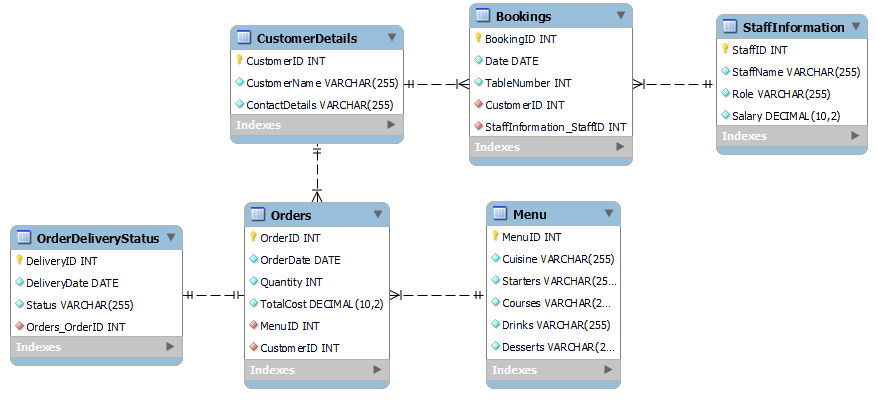 CustomerDetails
CustomerID INT
CustomerName VARCHAR(255)
ContactDetails VARCHAR(255)
Indexes
Bookings
BookingID INT
Date DATE
TableNumber INT
CustomerID INT
StaffInformation_StaffID INT
Indexes
StaffInformation
StaffID INT
StaffName VARCHAR(255)
Role VARCHAR(255)
Salary DECIMAL(10,2)
Indexes
OrderDeliveryStatus
DeliveryID INT
DeliveryDate DATE
Status VARCHAR(255)
Orders_OrderID INT
Indexes
Orders
OrderID INT
OrderDate DATE
Quantity INT
TotalCost DECIMAL(10,2)
MenuID INT
CustomerID INT
Indexes
Menu
MenuID INT
Cuisine VARCHAR(255)
Starters VARCHAR(25...
Courses VARCHAR(2...
Drinks VARCHAR(255)
Desserts VARCHAR(2...
Indexes